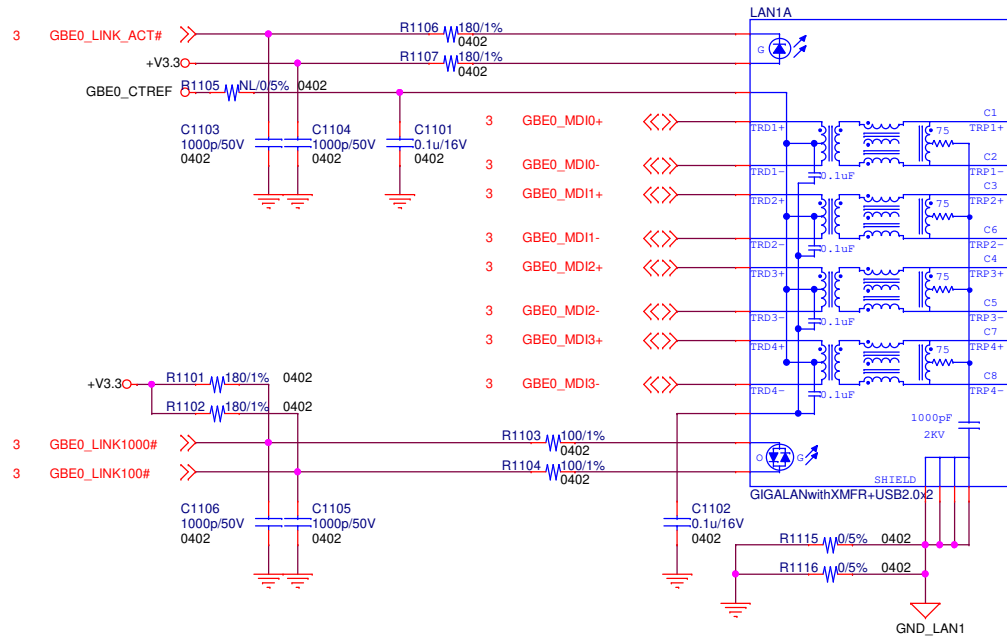 LAN1A
3 GBE0_LINK_ACT#
R1106 180/1%
0402
G
+V3.3
R1107 180/1%
0402
GBE0_CTREF
R1105 NL/0/5% 0402
C1103
1000p/50V
0402
C1104
1000p/50V
0402
C1101
0.1u/16V
0402
3 GBE0_MDI0+
TRD1+
75
C1
TRP1+
3 GBE0_MDI0-
TRD1-
0.1uF
C2
TRP1-
3 GBE0_MDI1+
TRD2+
75
C3
TRP2+
3 GBE0_MDI1-
TRD2-
0.1uF
C6
TRP2-
3 GBE0_MDI2+
TRD3+
75
C4
TRP3+
3 GBE0_MDI2-
TRD3-
0.1uF
C5
TRP3-
3 GBE0_MDI3+
TRD4+
75
C7
TRP4+
3 GBE0_MDI3-
TRD4-
0.1uF
C8
TRP4-
+V3.3
R1101 180/1% 0402
R1102 180/1% 0402
1000pF
2KV
3 GBE0_LINK1000#
R1103 100/1%
0402
3 GBE0_LINK100#
R1104 100/1%
0402
O G
SHIELD
GIGALANwithXMFR+USB2.0x2
C1106
1000p/50V
0402
C1105
1000p/50V
0402
C1102
0.1u/16V
0402
R1115 0/5% 0402
R1116 0/5% 0402
GND_LAN1